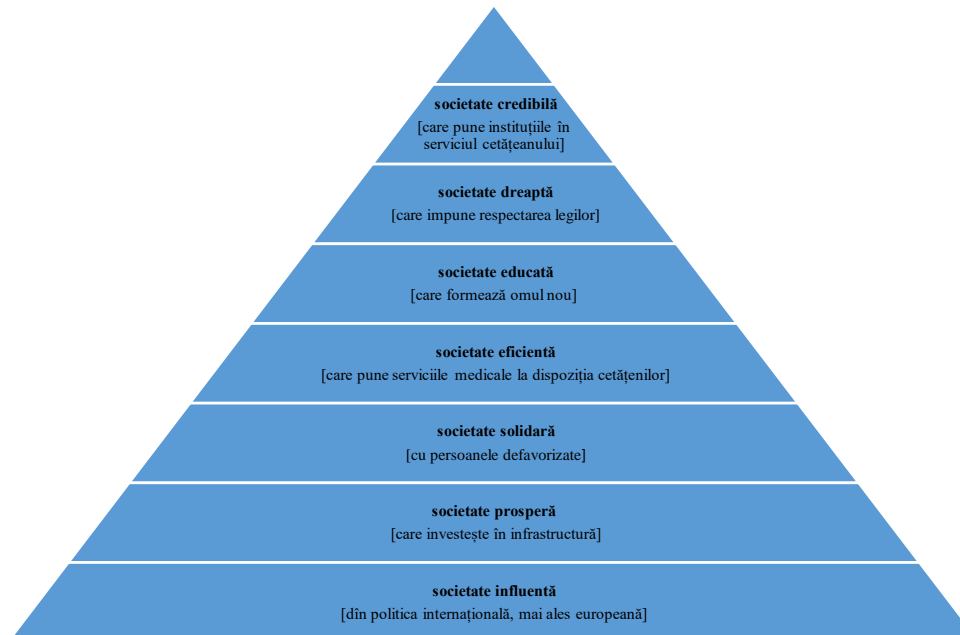 societate credibilă
[care pune instituțiile în
serviciul cetățeanului]
societate dreaptă
[care impune respectarea legilor]
societate educată
[care formează omul nou]
societate eficientă
[care pune serviciile medicale la dispoziția cetățenilor]
societate solidară
[cu persoanele defavorizate]
societate prosperă
[care investește în infrastructură]
societate influentă
[dîn politica internațională, mai ales europeană]